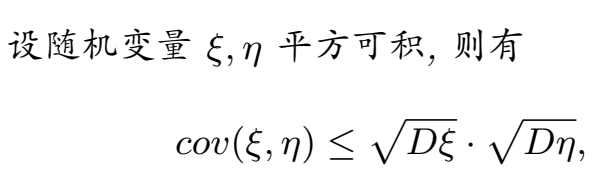 设随机变量 ξ, η 平方可积, 则有
cov(ξ, η) ≤ √Dξ · √Dη,